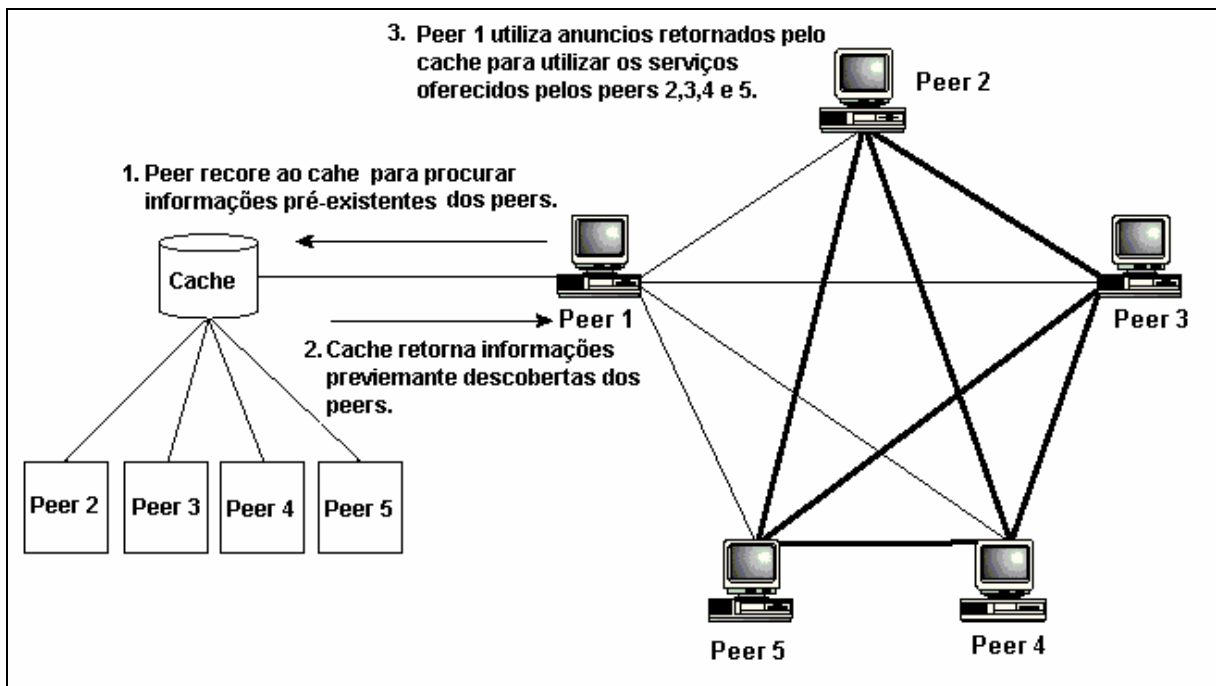 3. Peer 1 utiliza anuncios retornados pelo
cache para utilizar os serviços
oferecidos pelos peers 2,3,4 e 5.
Peer 2
1. Peer recore ao cahe para procurar
informações pré-existentes dos peers.
Cache
Peer 1
Peer 3
2. Cache retorna informações
previemante descobertas dos
peers.
Peer 2
Peer 3
Peer 4
Peer 5
Peer 5
Peer 4